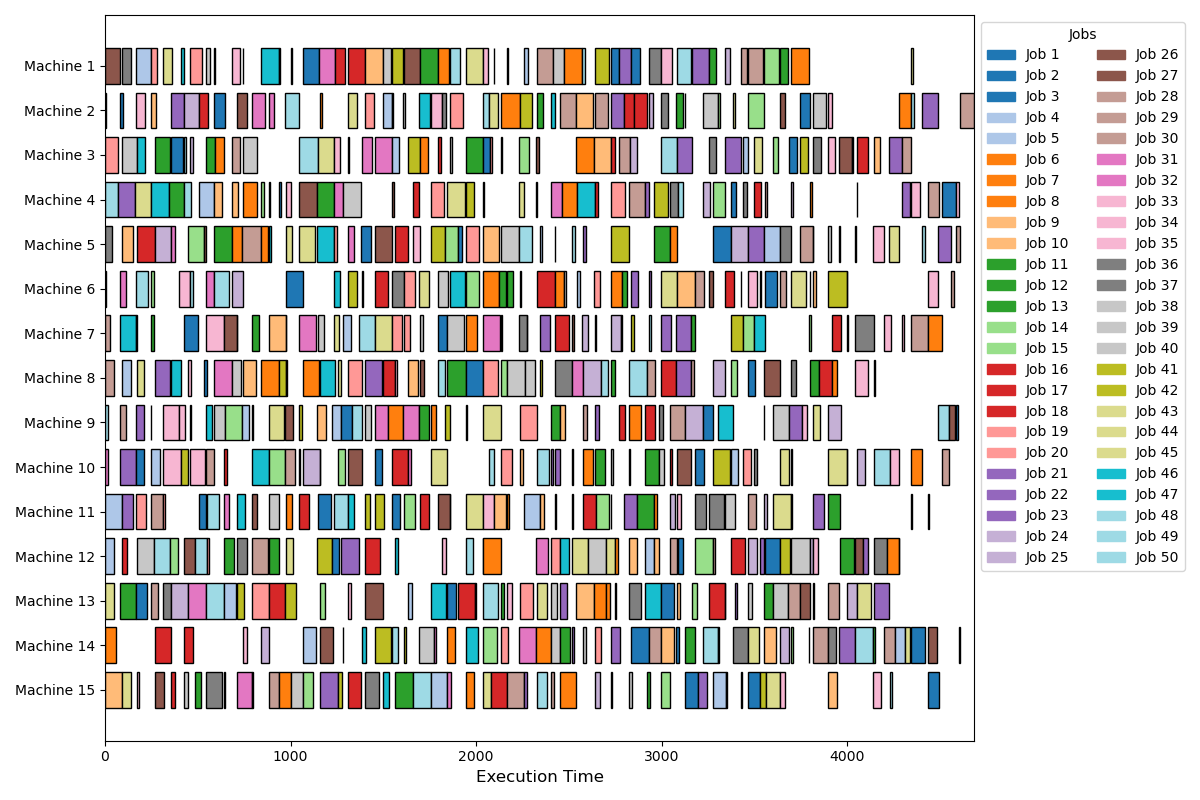 Machine 1
Machine 2
Machine 3
Machine 4
Machine 5
Machine 6
Machine 7
Machine 8
Machine 9
Machine 10
Machine 11
Machine 12
Machine 13
Machine 14
Machine 15
0 1000 2000 3000 4000
Execution Time
Jobs
Job 1
Job 2
Job 3
Job 4
Job 5
Job 6
Job 7
Job 8
Job 9
Job 10
Job 11
Job 12
Job 13
Job 14
Job 15
Job 16
Job 17
Job 18
Job 19
Job 20
Job 21
Job 22
Job 23
Job 24
Job 25
Job 26
Job 27
Job 28
Job 29
Job 30
Job 31
Job 32
Job 33
Job 34
Job 35
Job 36
Job 37
Job 38
Job 39
Job 40
Job 41
Job 42
Job 43
Job 44
Job 45
Job 46
Job 47
Job 48
Job 49
Job 50